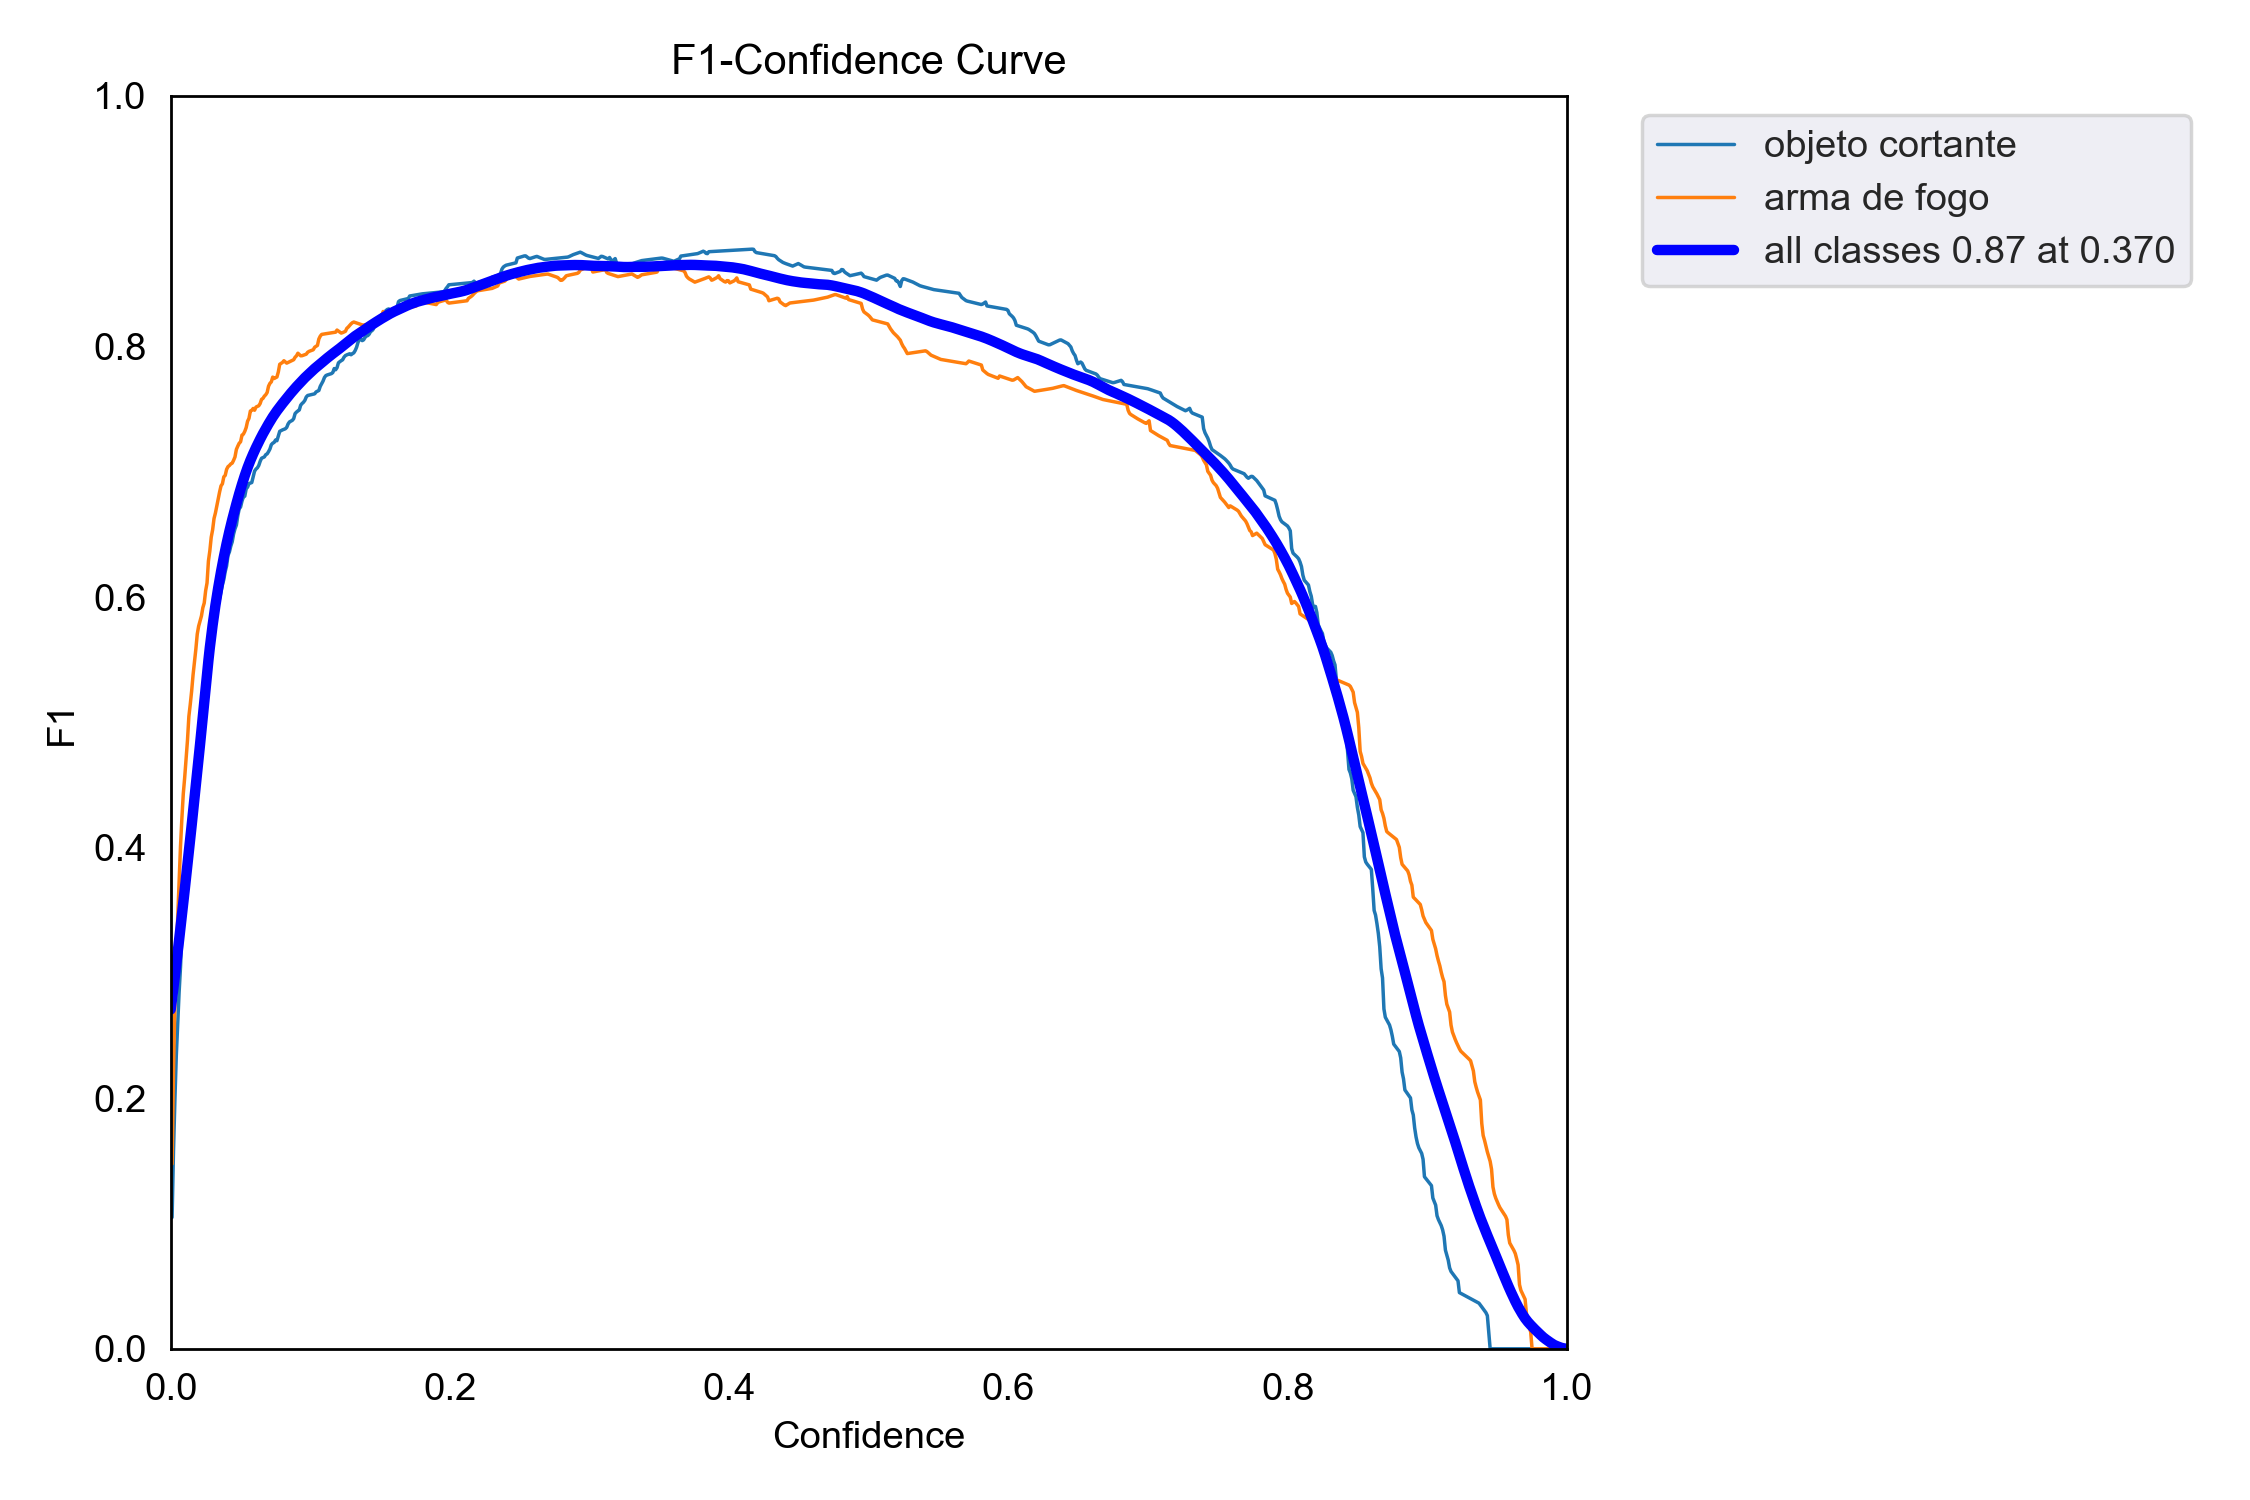 F1-Confidence Curve
1.0
0.8
0.6
0.4
0.2
0.0
F1
0.0 0.2 0.4 0.6 0.8 1.0
Confidence
objeto cortante
arma de fogo
all classes 0.87 at 0.370